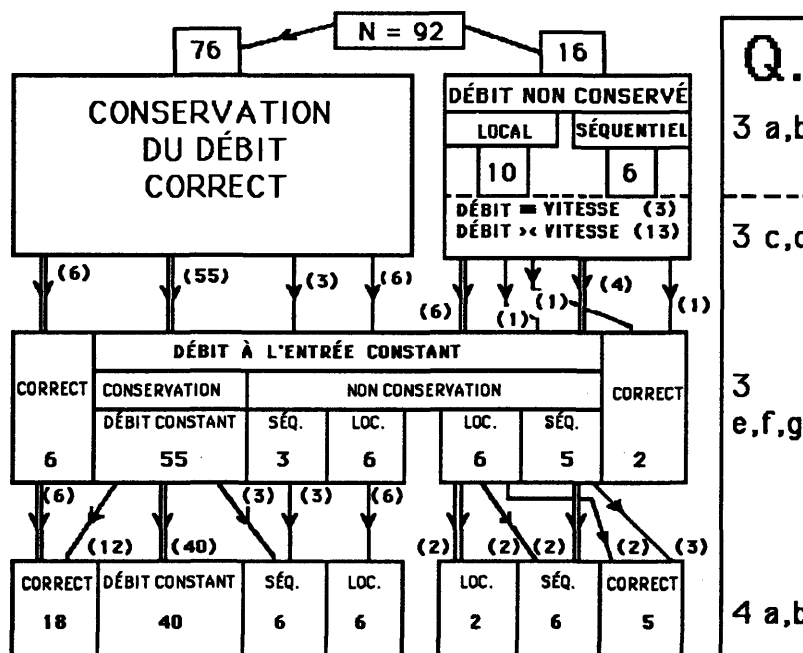 N = 92
76
16
CONSERVATION
DU DÉBIT
CORRECT
DÉBIT NON CONSERVÉ
LOCAL
SÉQUENTIEL
10
6
DÉBIT = VITESSE (3)
DÉBIT >< VITESSE (13)
Q.
3 a,b
3 c,d
(6)
(55)
(3)
(6)
(6)
(1)
(1)
(4)
(1)
DÉBIT À L'ENTRÉE CONSTANT
CORRECT
CONSERVATION
NON CONSERVATION
CORRECT
DÉBIT CONSTANT
SÉQ.
LOC.
LOC.
SÉQ.
6
55
3
6
6
5
2
3
e,f,g
(6)
(12)
(40)
(3)
(3)
(6)
(2)
(2)
(2)
(2)
(3)
CORRECT
DÉBIT CONSTANT
SÉQ.
LOC.
LOC.
SÉQ.
CORRECT
18
40
6
6
2
6
5
4 a,b